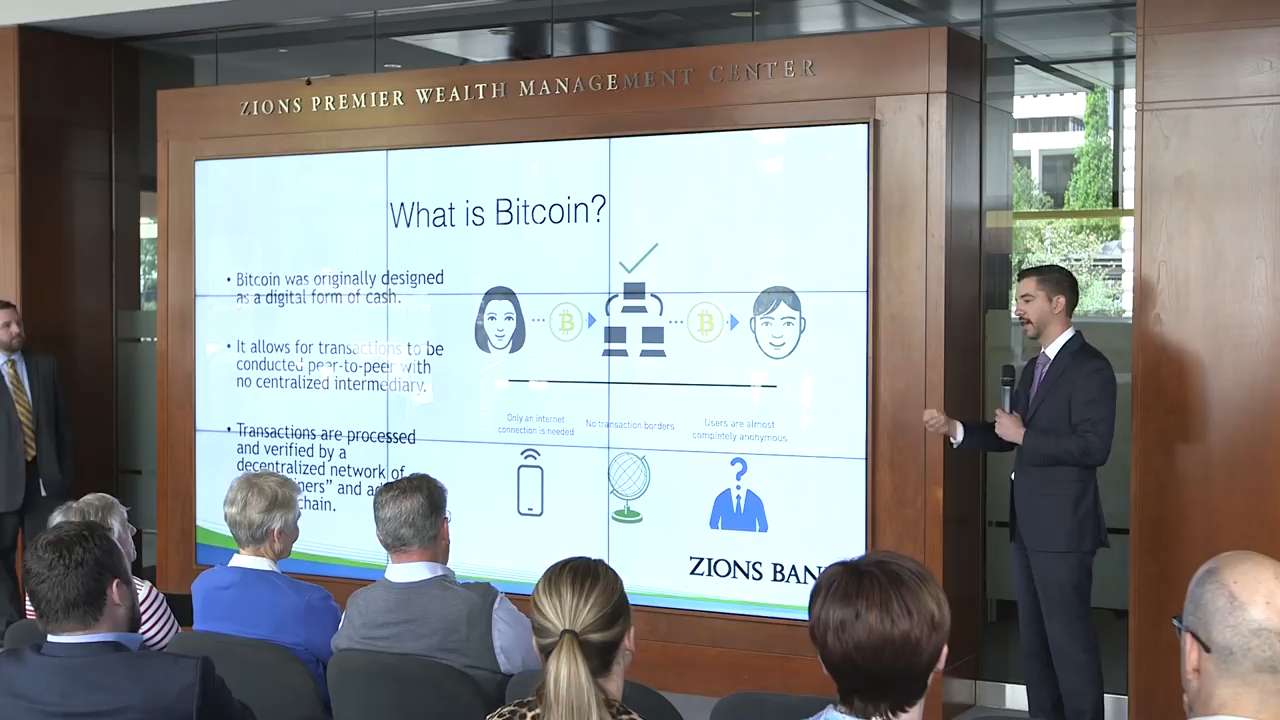 ZIONS PREMIER WEALTH MANAGEMENT CENTER
What is Bitcoin?
• Bitcoin was originally designed
as a digital form of cash.
• It allows for transactions to be
conducted peer-to-peer with
no centralized intermediary.
• Transactions are processed
and verified by a
decentralized network of
iners” and ad
chain.
Only an internet
connection is needed
No transaction borders
Users are almost
completely anonymous
ZIONS BAN